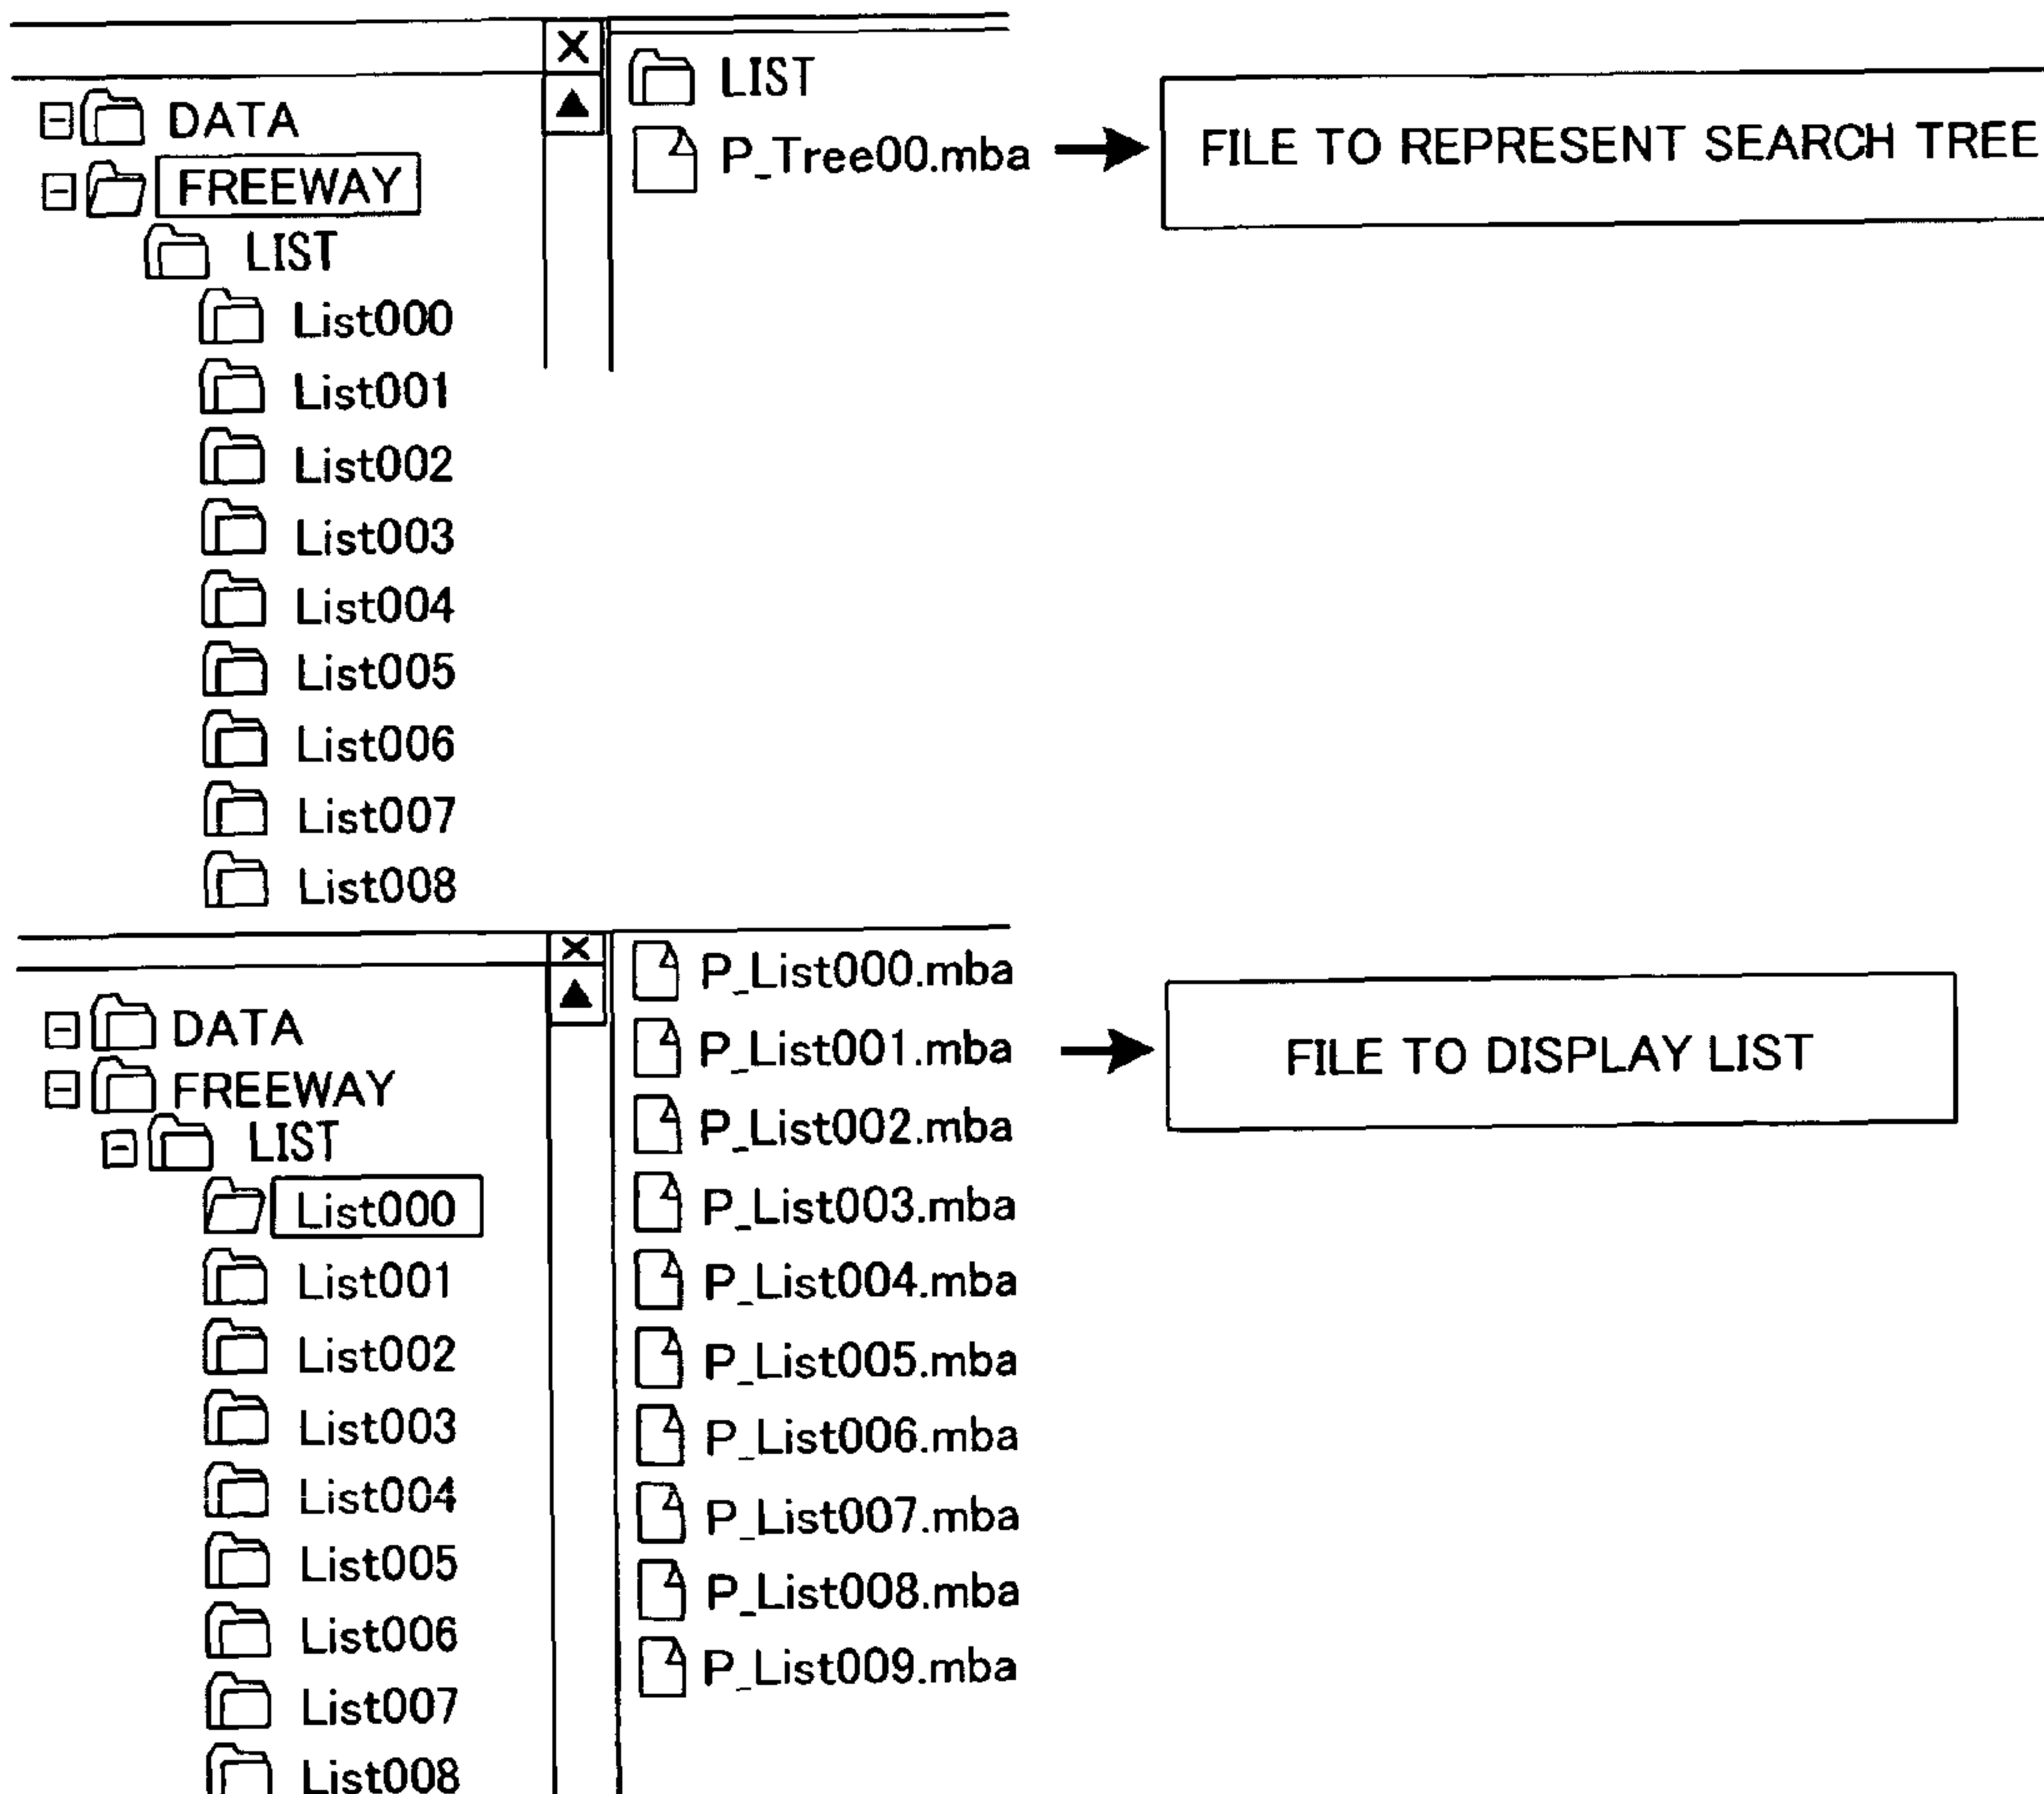 DATA
FREEWAY
LIST
List000
List001
List002
List003
List004
List005
List006
List007
List008
LIST
P_Tree00.mba
FILE TO REPRESENT SEARCH TREE
DATA
FREEWAY
LIST
List000
List001
List002
List003
List004
List005
List006
List007
List008
P_List000.mba
P_List001.mba
P_List002.mba
P_List003.mba
P_List004.mba
P_List005.mba
P_List006.mba
P_List007.mba
P_List008.mba
P_List009.mba
FILE TO DISPLAY LIST